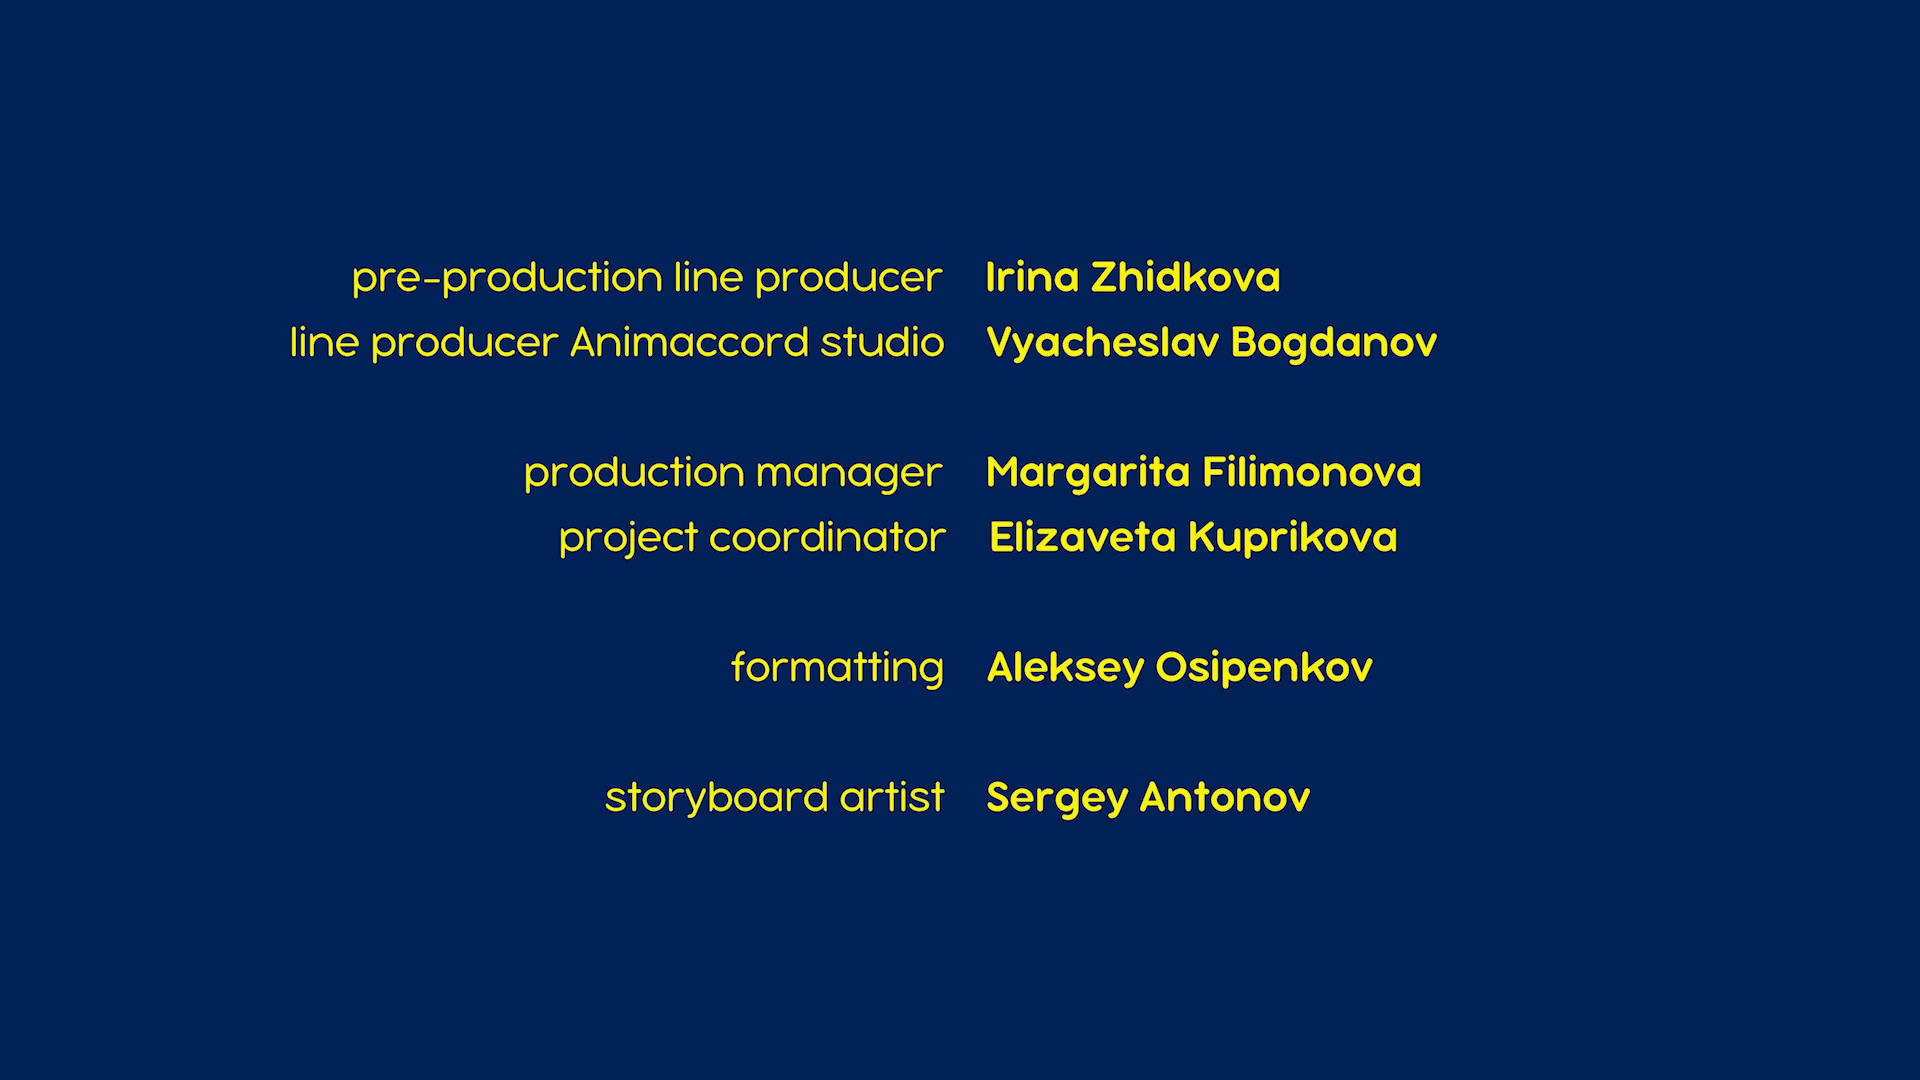 pre-production line producer Irina Zhidkova
line producer Animaccord studio Vyacheslav Bogdanov
production manager Margarita Filimonova
project coordinator Elizaveta Kuprikova
formatting Aleksey Osipenkov
storyboard artist Sergey Antonov